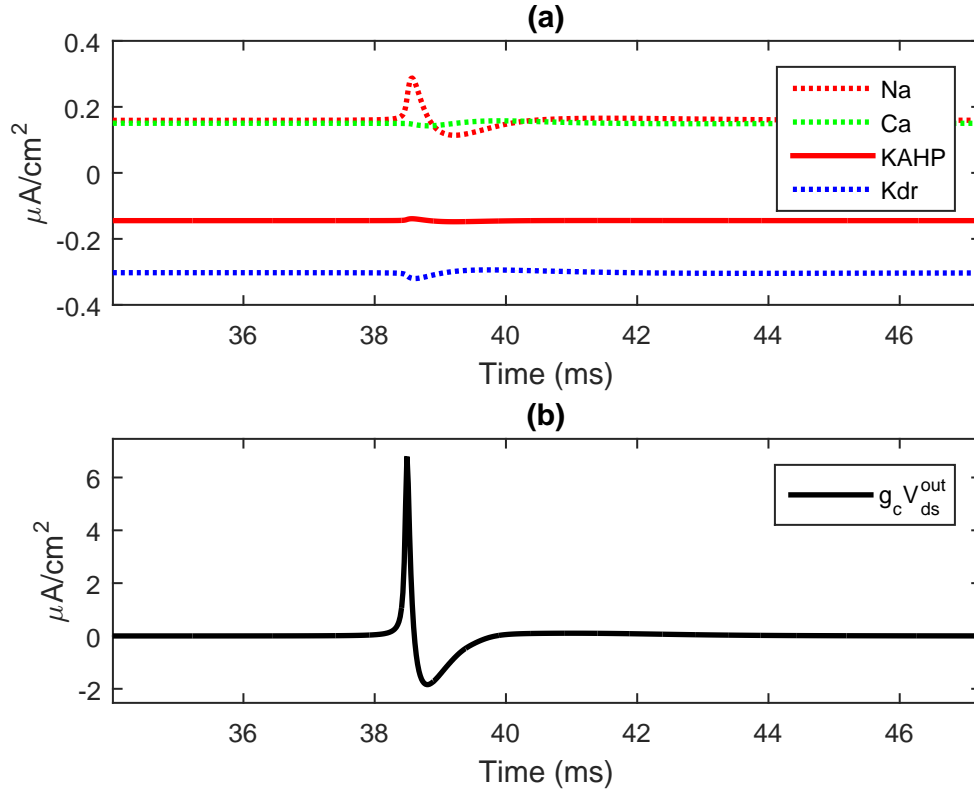 (a)
0.4
0.2
0
-0.2
-0.4
μA/cm²
Na
Ca
KAHP
Kdr
36 38 40 42 44 46
Time (ms)
(b)
6
4
2
0
-2
μA/cm²
g_c V_ds^out
36 38 40 42 44 46
Time (ms)